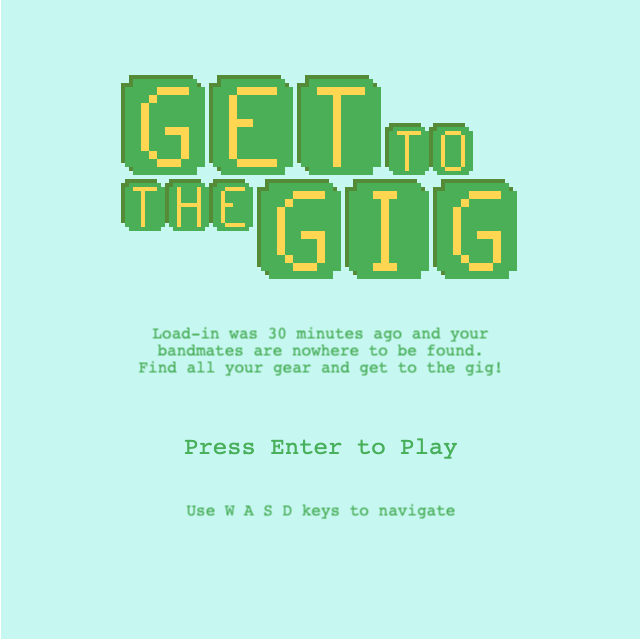 GET TO
THE GIG
Load-in was 30 minutes ago and your
bandmates are nowhere to be found.
Find all your gear and get to the gig!
Press Enter to Play
Use W A S D keys to navigate